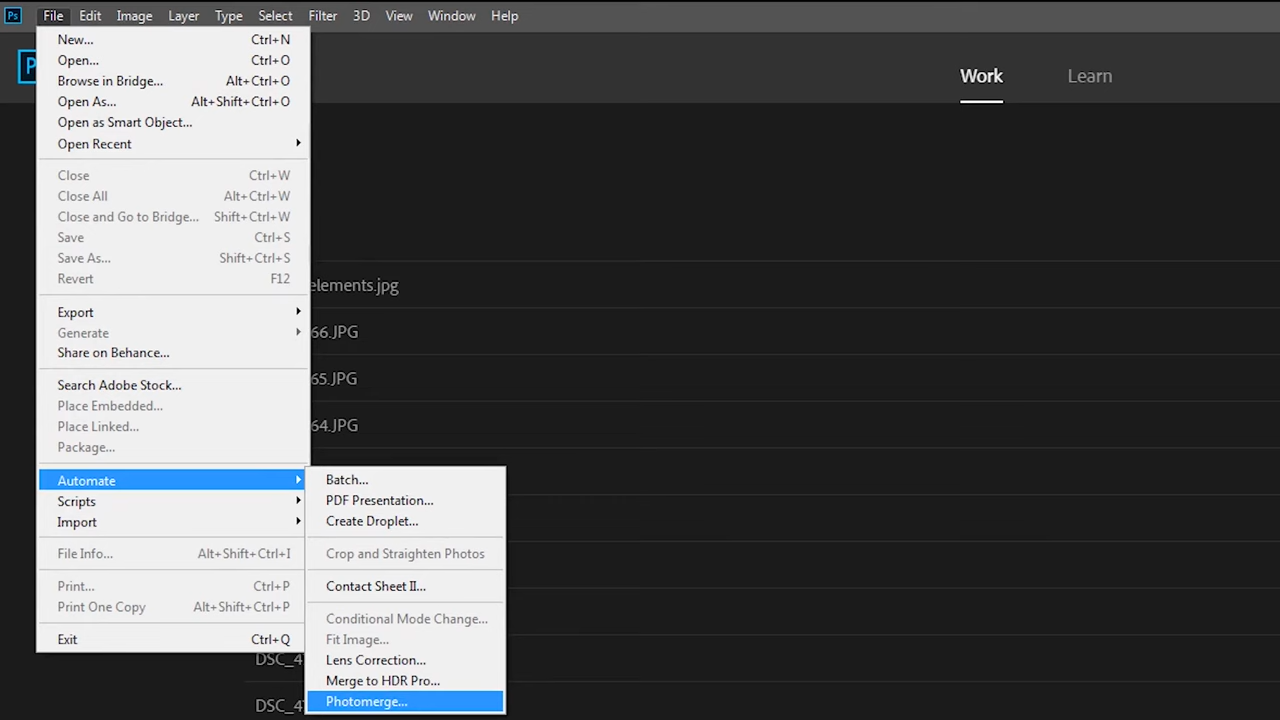 Ps File Edit Image Layer Type Select Filter 3D View Window Help
Work Learn
New... Ctrl+N
Open... Ctrl+O
Browse in Bridge... Alt+Ctrl+O
Open As... Alt+Shift+Ctrl+O
Open as Smart Object...
Open Recent
Close Ctrl+W
Close All Alt+Ctrl+W
Close and Go to Bridge... Shift+Ctrl+W
Save Ctrl+S
Save As... Shift+Ctrl+S
Revert F12
Export
Generate
Share on Behance...
Search Adobe Stock...
Place Embedded...
Place Linked...
Package...
Automate
Scripts
Import
File Info... Alt+Shift+Ctrl+I
Print... Ctrl+P
Print One Copy Alt+Shift+Ctrl+P
Exit Ctrl+Q
Batch...
PDF Presentation...
Create Droplet...
Crop and Straighten Photos
Contact Sheet II...
Conditional Mode Change...
Fit Image...
Lens Correction...
Merge to HDR Pro...
Photomerge...
elements.jpg
66.JPG
65.JPG
64.JPG
DSC_4
DSC_4